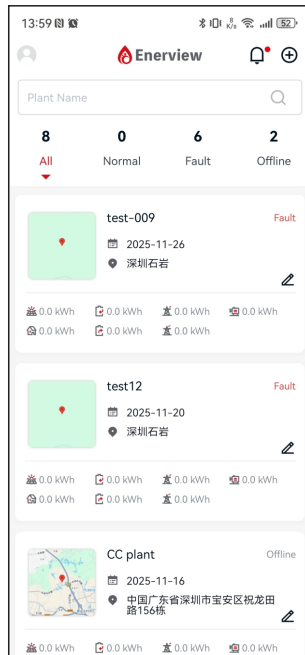 13:59
8 K/s
52
Enerview
Plant Name
8 0 6 2
All Normal Fault Offline
test-009 Fault
2025-11-26
深圳石岩
0.0 kWh 0.0 kWh 0.0 kWh 0.0 kWh
0.0 kWh 0.0 kWh 0.0 kWh
test12 Fault
2025-11-20
深圳石岩
0.0 kWh 0.0 kWh 0.0 kWh 0.0 kWh
0.0 kWh 0.0 kWh 0.0 kWh
CC plant Offline
2025-11-16
中国广东省深圳市宝安区祝龙田
路156栋
0.0 kWh 0.0 kWh 0.0 kWh 0.0 kWh